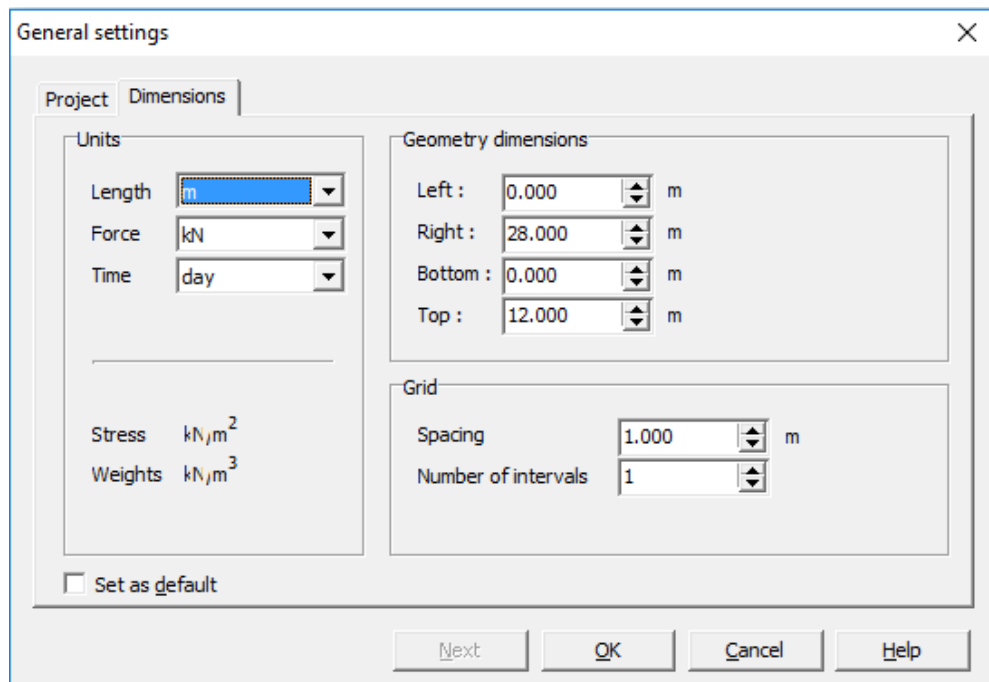 General settings
Project Dimensions
Units
Length m
Force kN
Time day
Stress kN/m²
Weights kN/m³
Geometry dimensions
Left : 0.000 m
Right : 28.000 m
Bottom : 0.000 m
Top : 12.000 m
Grid
Spacing 1.000 m
Number of intervals 1
Set as default
Next OK Cancel Help